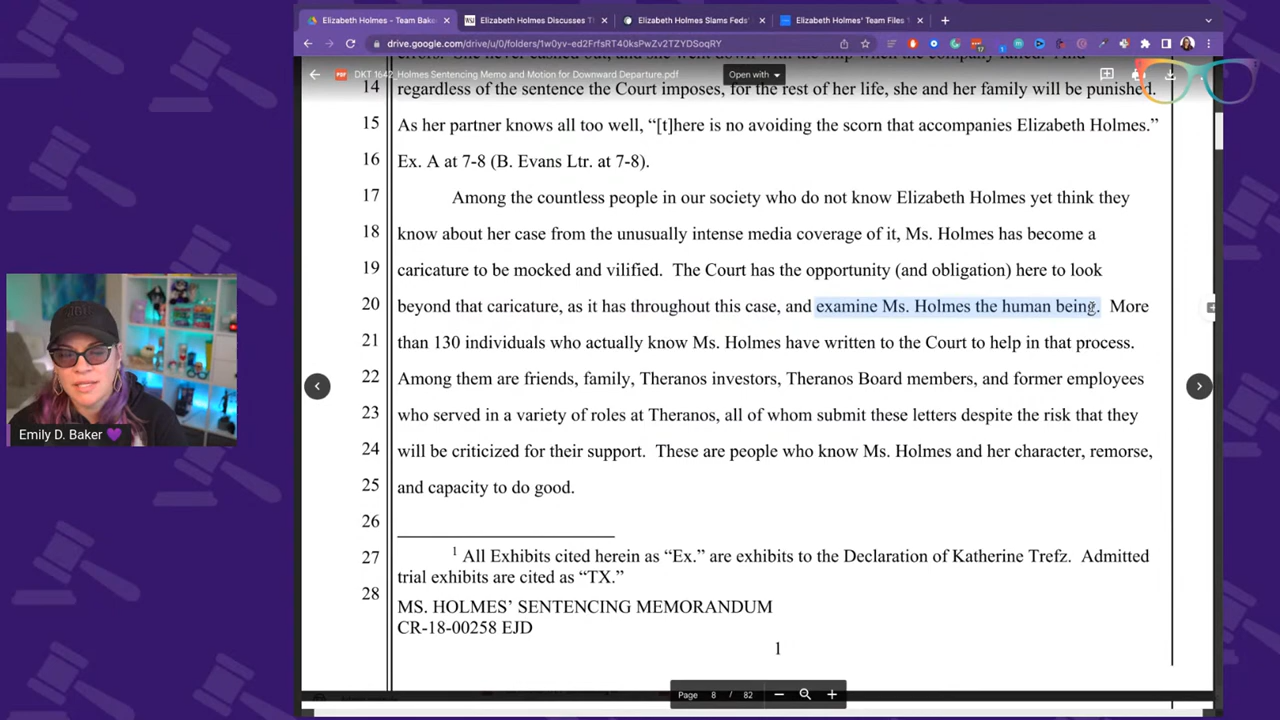 Elizabeth Holmes - Team Bake
Elizabeth Holmes Discusses T
Elizabeth Holmes Slams Feds'
Elizabeth Holmes' Team Files
drive.google.com/drive/u/0/folders/1w0yv-ed2FrfsRT40ksPwZv2TZYDSoqRY
DKT 1642_Holmes Sentencing Memo and Motion for Downward Departure.pdf
Open with
14 regardless of the sentence the Court imposes, for the rest of her life, she and her family will be punished.
15 As her partner knows all too well, “[t]here is no avoiding the scorn that accompanies Elizabeth Holmes.”
16 Ex. A at 7-8 (B. Evans Ltr. at 7-8).
17 Among the countless people in our society who do not know Elizabeth Holmes yet think they
18 know about her case from the unusually intense media coverage of it, Ms. Holmes has become a
19 caricature to be mocked and vilified. The Court has the opportunity (and obligation) here to look
20 beyond that caricature, as it has throughout this case, and examine Ms. Holmes the human being. More
21 than 130 individuals who actually know Ms. Holmes have written to the Court to help in that process.
22 Among them are friends, family, Theranos investors, Theranos Board members, and former employees
23 who served in a variety of roles at Theranos, all of whom submit these letters despite the risk that they
24 will be criticized for their support. These are people who know Ms. Holmes and her character, remorse,
25 and capacity to do good.
26
27 1 All Exhibits cited herein as “Ex.” are exhibits to the Declaration of Katherine Trefz. Admitted
trial exhibits are cited as “TX.”
28
MS. HOLMES’ SENTENCING MEMORANDUM
CR-18-00258 EJD
1
Page 8 / 82
Emily D. Baker 💜